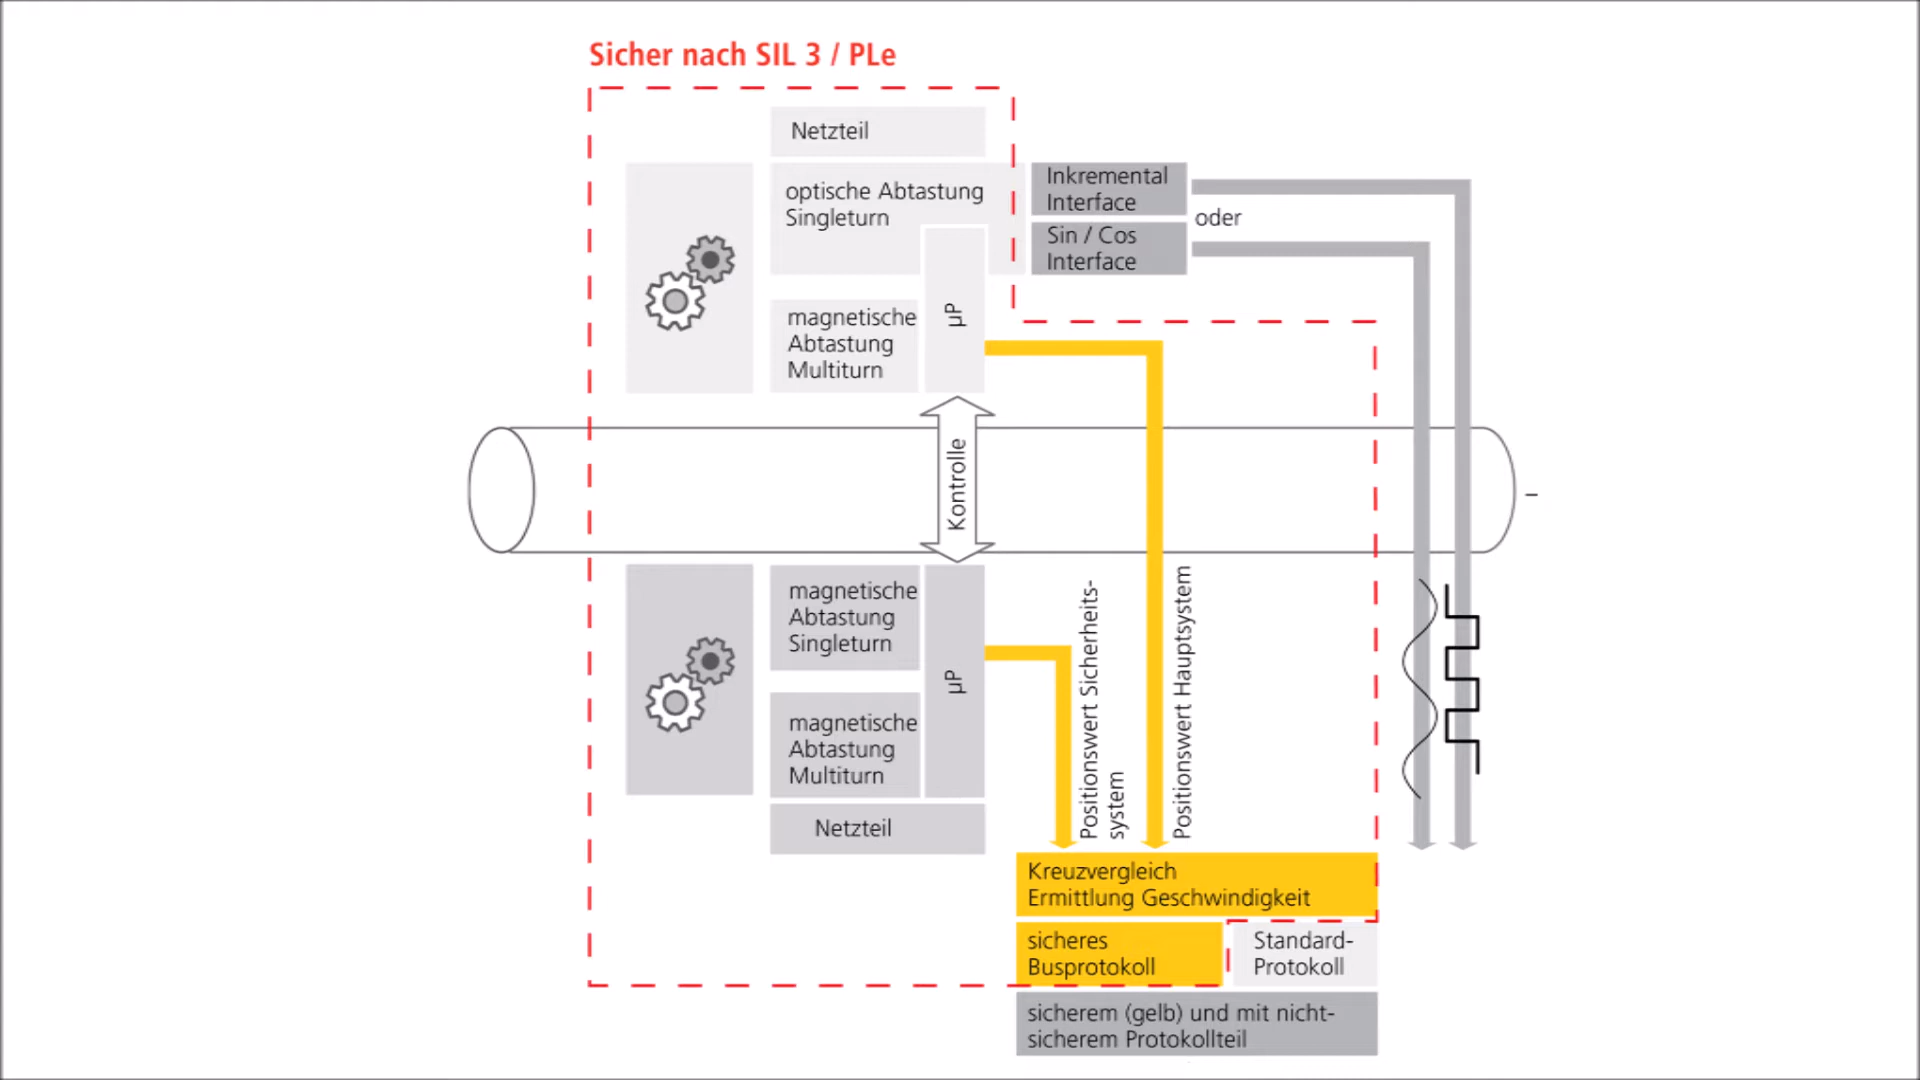 Sicher nach SIL 3 / PLe
Netzteil
optische Abtastung
Singleturn
Inkremental
Interface
oder
Sin / Cos
Interface
magnetische
Abtastung
Multiturn
µP
Kontrolle
magnetische
Abtastung
Singleturn
µP
magnetische
Abtastung
Multiturn
Netzteil
Positionswert Sicherheits-
system
Positionswert Hauptsystem
Kreuzvergleich
Ermittlung Geschwindigkeit
sicheres
Busprotokoll
Standard-
Protokoll
sicherem (gelb) und mit nicht-
sicherem Protokollteil